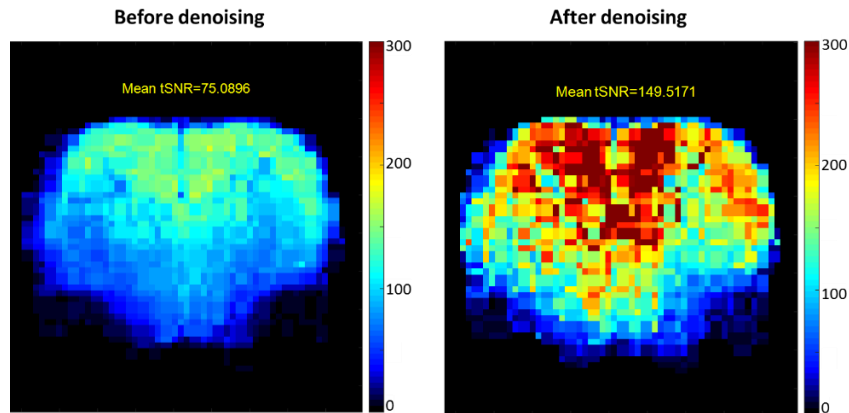 Before denoising
After denoising
Mean tSNR=75.0896
300
200
100
0
Mean tSNR=149.5171
300
200
100
0